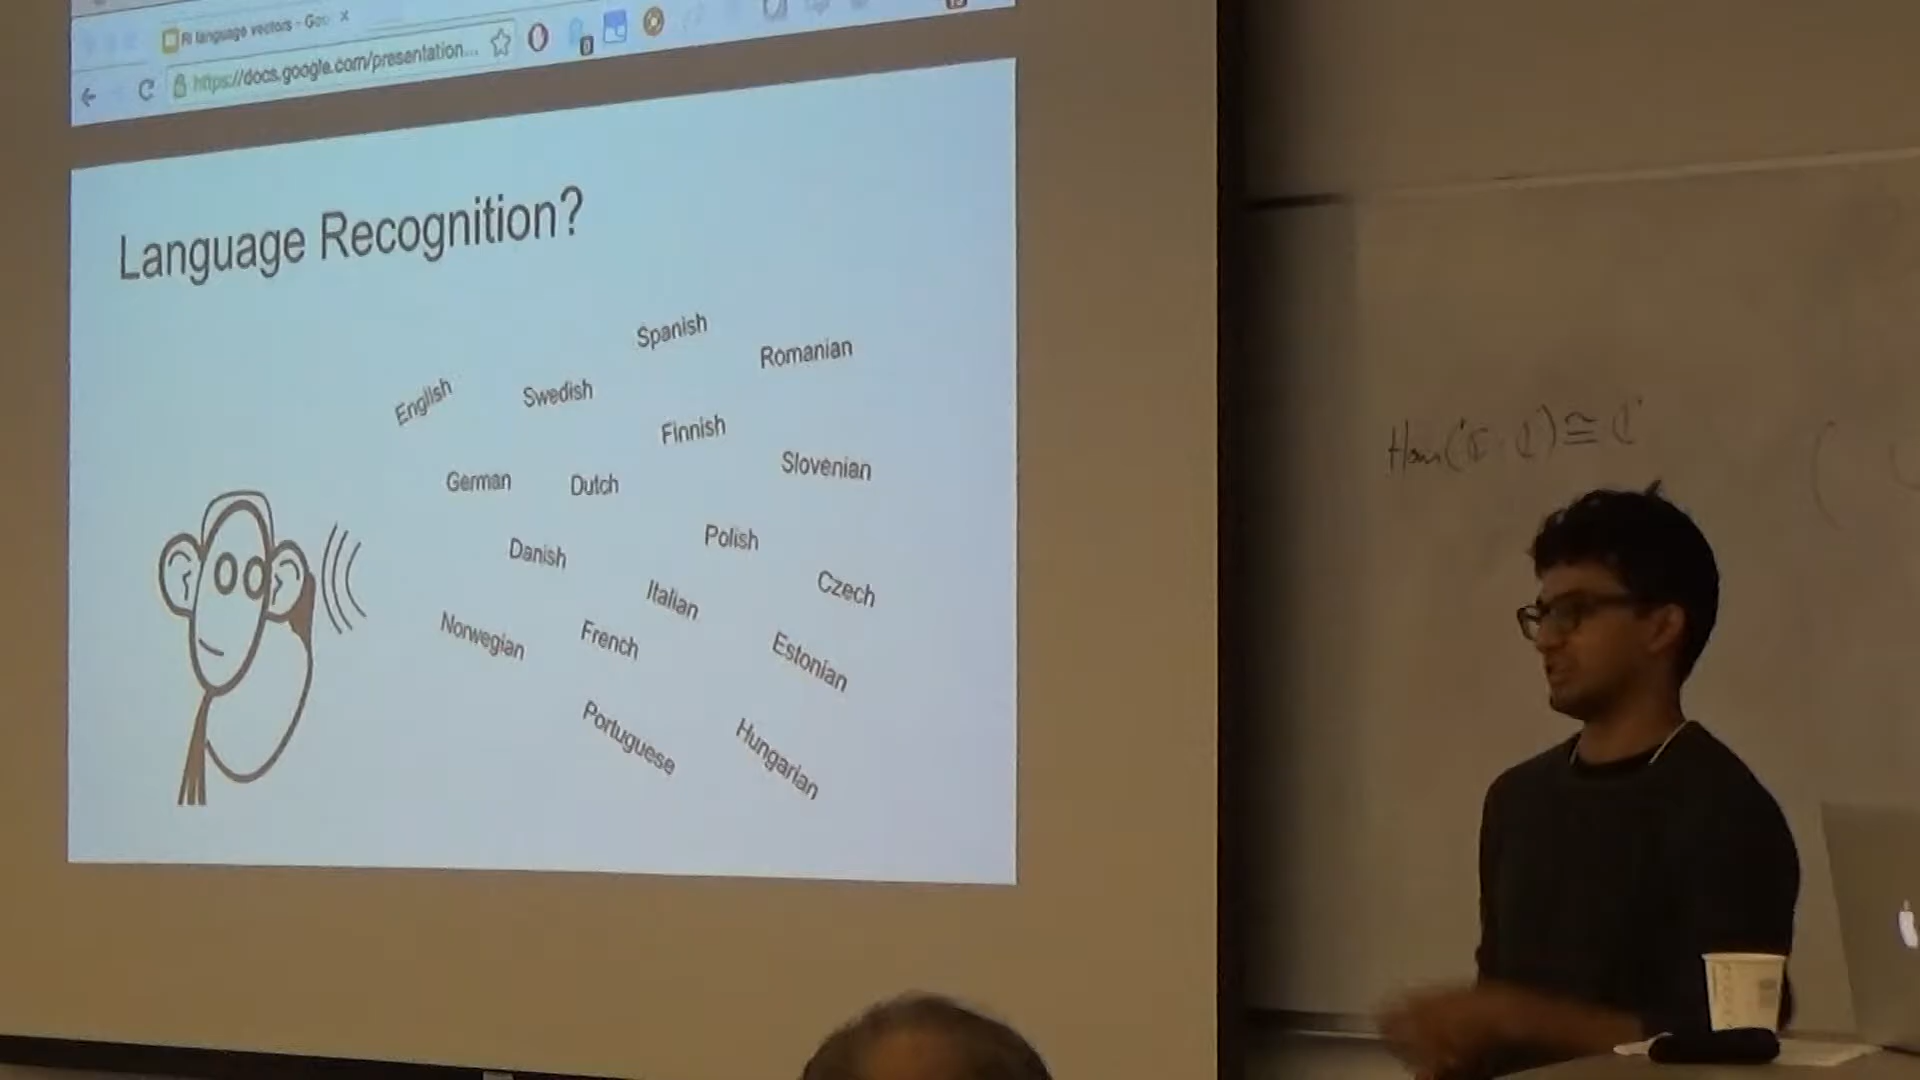 RI language vectors - Goo
https://docs.google.com/presentation...
Language Recognition?
Spanish
Romanian
English
Swedish
Finnish
Slovenian
German
Dutch
Polish
Danish
Czech
Italian
Norwegian
French
Estonian
Portuguese
Hungarian